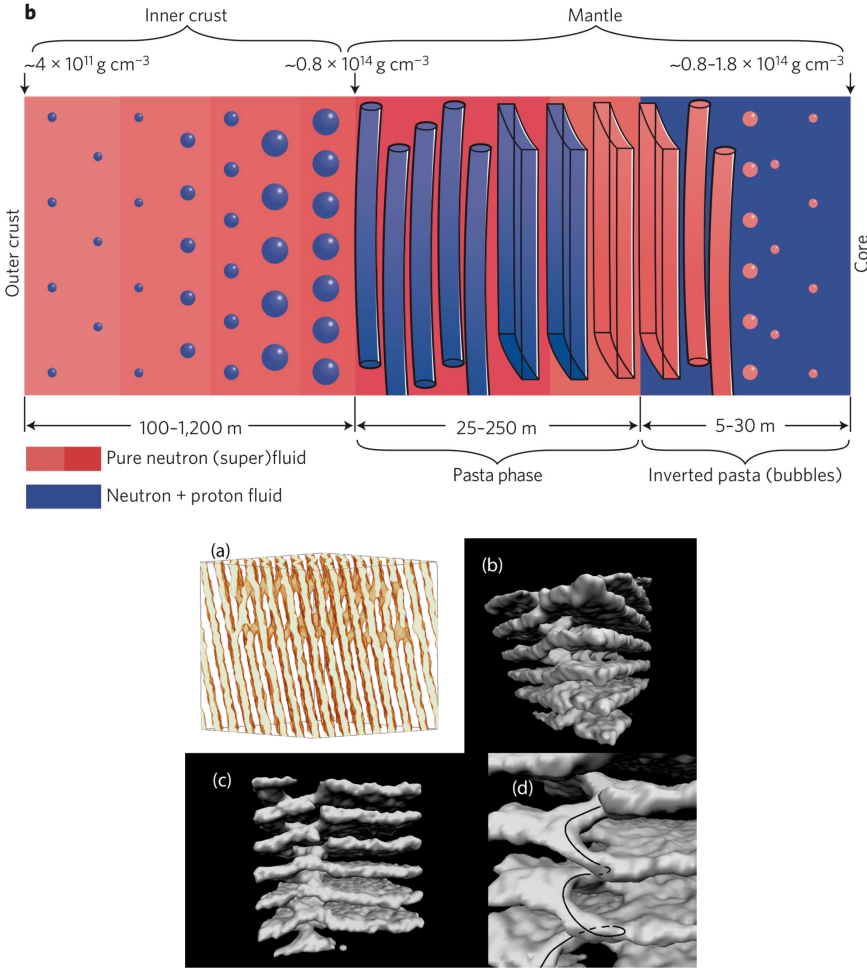 b
Inner crust
Mantle
~4 × 10¹¹ g cm⁻³
~0.8 × 10¹⁴ g cm⁻³
~0.8–1.8 × 10¹⁴ g cm⁻³
Outer crust
Core
100–1,200 m
25–250 m
5–30 m
Pure neutron (super)fluid
Pasta phase
Inverted pasta (bubbles)
Neutron + proton fluid
(a)
(b)
(c)
(d)